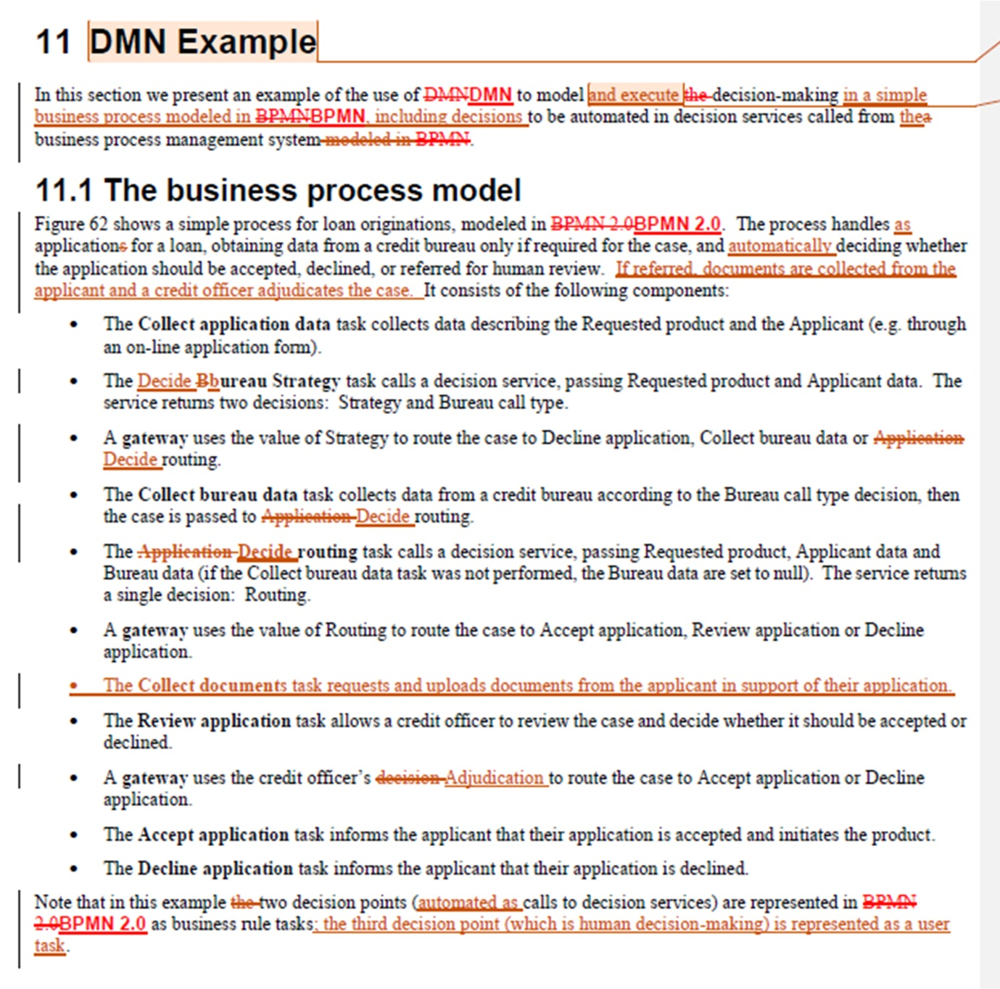 11 DMN Example
In this section we present an example of the use of DMNDMN to model and execute the decision-making in a simple
business process modeled in BPMNBPMN, including decisions to be automated in decision services called from thea
business process management system modeled in BPMN.
11.1 The business process model
Figure 62 shows a simple process for loan originations, modeled in BPMN 2.0BPMN 2.0. The process handles as
applications for a loan, obtaining data from a credit bureau only if required for the case, and automatically deciding whether
the application should be accepted, declined, or referred for human review. If referred, documents are collected from the
applicant and a credit officer adjudicates the case. It consists of the following components:
• The Collect application data task collects data describing the Requested product and the Applicant (e.g. through
an on-line application form).
• The Decide Bbureau Strategy task calls a decision service, passing Requested product and Applicant data. The
service returns two decisions: Strategy and Bureau call type.
• A gateway uses the value of Strategy to route the case to Decline application, Collect bureau data or Application
Decide routing.
• The Collect bureau data task collects data from a credit bureau according to the Bureau call type decision, then
the case is passed to Application Decide routing.
• The Application Decide routing task calls a decision service, passing Requested product, Applicant data and
Bureau data (if the Collect bureau data task was not performed, the Bureau data are set to null). The service returns
a single decision: Routing.
• A gateway uses the value of Routing to route the case to Accept application, Review application or Decline
application.
• The Collect documents task requests and uploads documents from the applicant in support of their application.
• The Review application task allows a credit officer to review the case and decide whether it should be accepted or
declined.
• A gateway uses the credit officer’s decision Adjudication to route the case to Accept application or Decline
application.
• The Accept application task informs the applicant that their application is accepted and initiates the product.
• The Decline application task informs the applicant that their application is declined.
Note that in this example the two decision points (automated as calls to decision services) are represented in BPMN
2.0BPMN 2.0 as business rule tasks; the third decision point (which is human decision-making) is represented as a user
task.